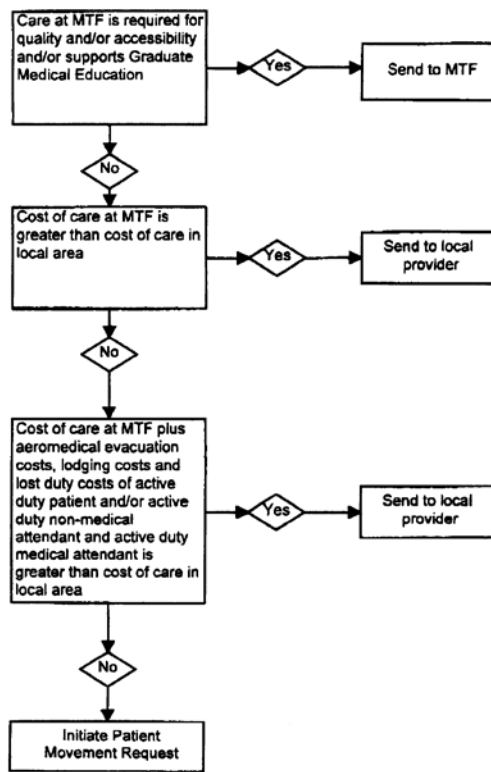 Care at MTF is required for
quality and/or accessibility
and/or supports Graduate
Medical Education
Yes
Send to MTF
No
Cost of care at MTF is
greater than cost of care in
local area
Yes
Send to local
provider
No
Cost of care at MTF plus
aeromedical evacuation
costs, lodging costs and
lost duty costs of active
duty patient and/or active
duty non-medical
attendant and active duty
medical attendant is
greater than cost of care in
local area
Yes
Send to local
provider
No
Initiate Patient
Movement Request